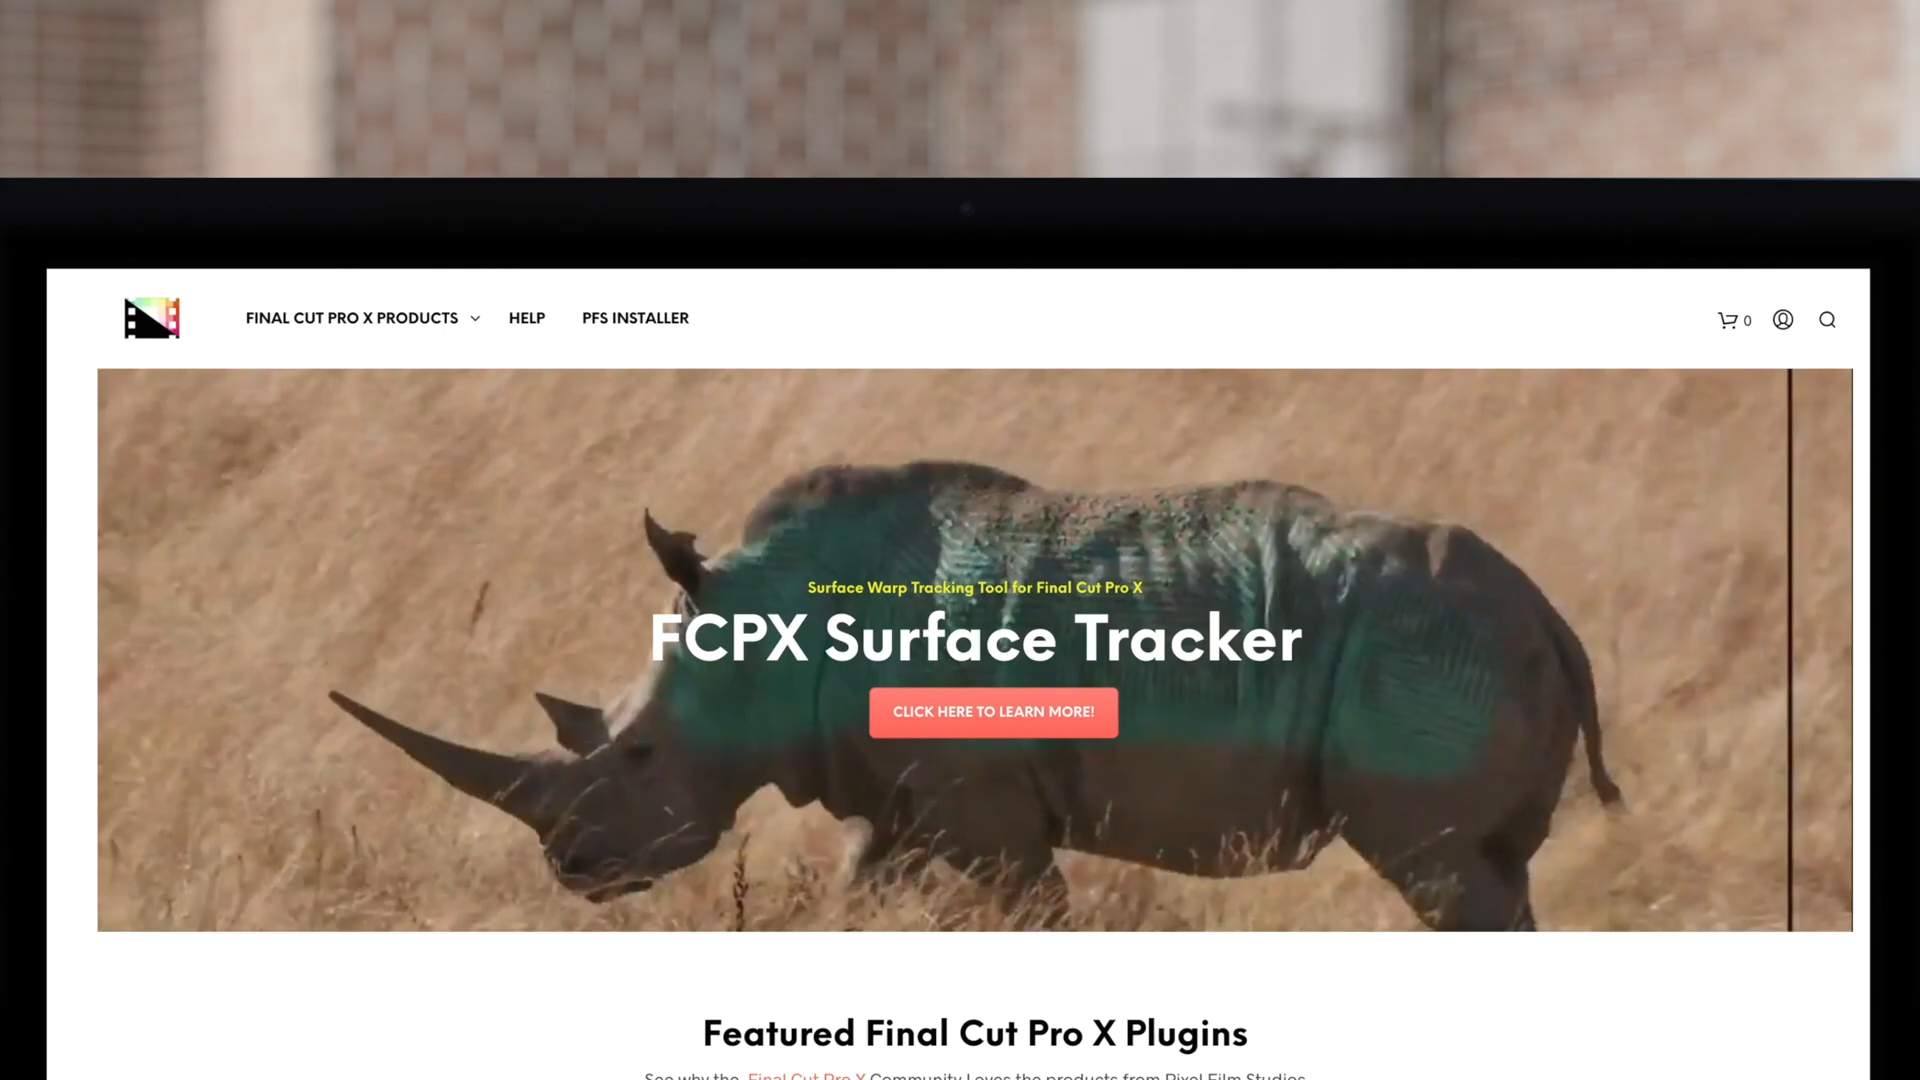 FINAL CUT PRO X PRODUCTS
HELP
PFS INSTALLER
0
Surface Warp Tracking Tool for Final Cut Pro X
FCPX Surface Tracker
CLICK HERE TO LEARN MORE!
Featured Final Cut Pro X Plugins
See why the Final Cut Pro X Community Loves the products from Pixel Film Studios